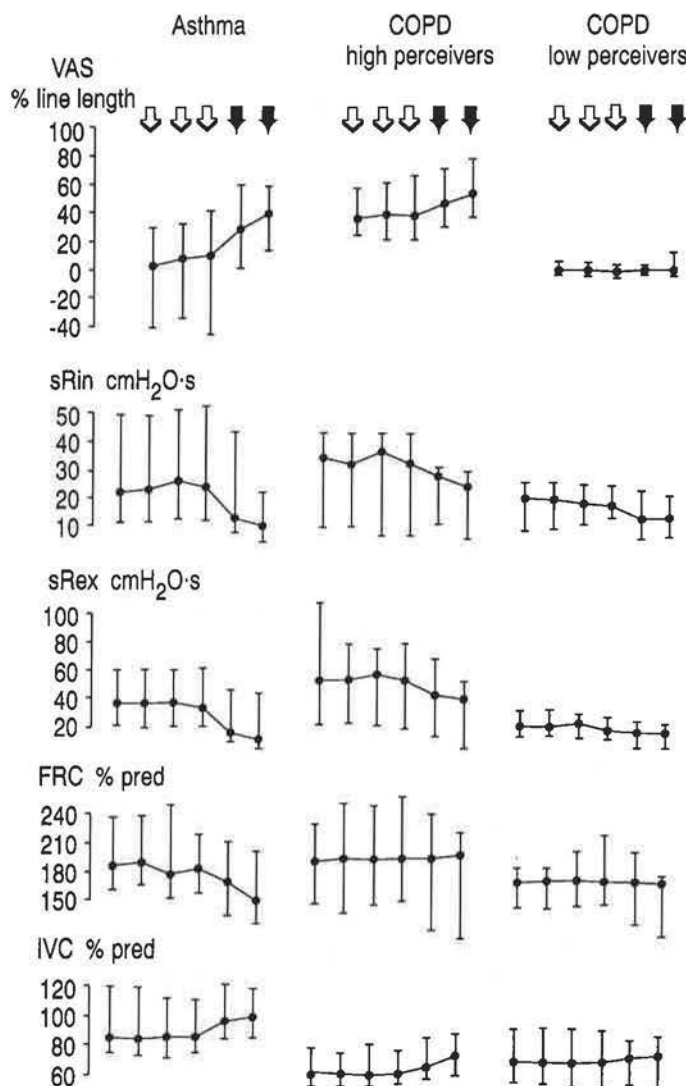 Asthma
COPD
high perceivers
COPD
low perceivers
VAS
% line length
100
80
60
40
20
0
-20
-40
sRin cmH2O·s
50
40
30
20
10
sRex cmH2O·s
100
80
60
40
20
FRC % pred
240
210
180
150
IVC % pred
120
100
80
60